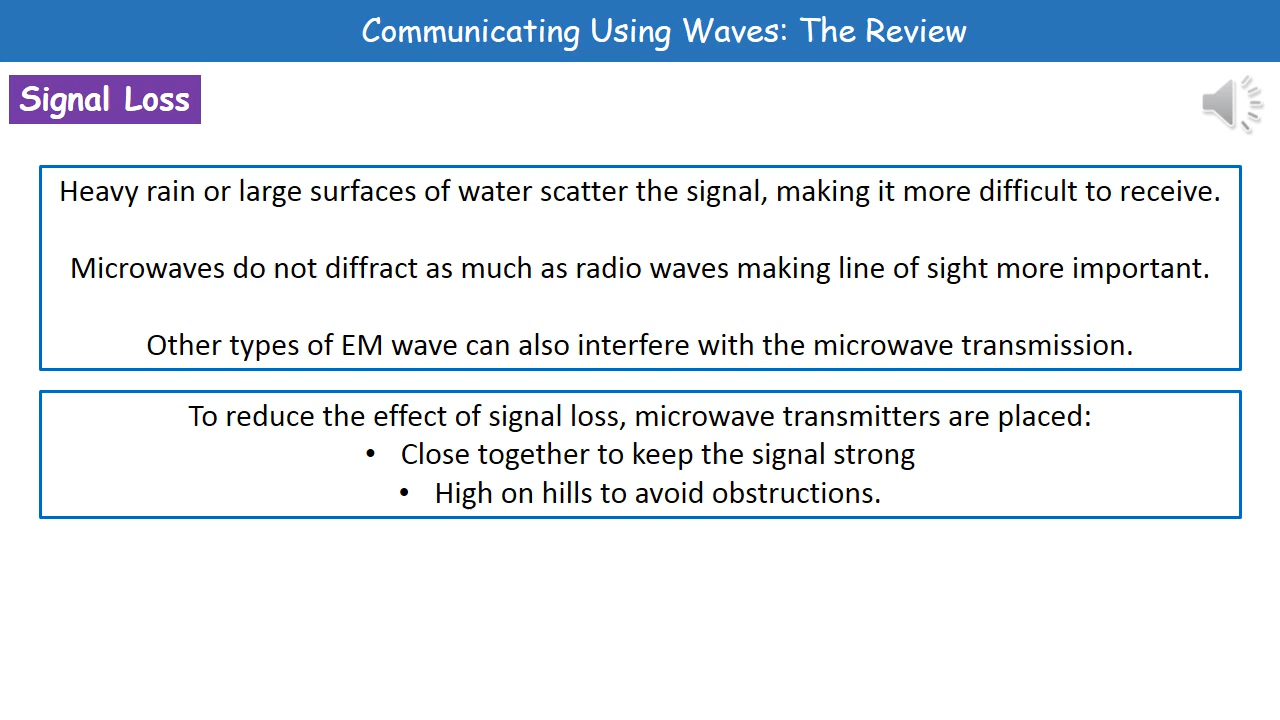 Communicating Using Waves: The Review
Signal Loss
Heavy rain or large surfaces of water scatter the signal, making it more difficult to receive.
Microwaves do not diffract as much as radio waves making line of sight more important.
Other types of EM wave can also interfere with the microwave transmission.
To reduce the effect of signal loss, microwave transmitters are placed:
• Close together to keep the signal strong
• High on hills to avoid obstructions.